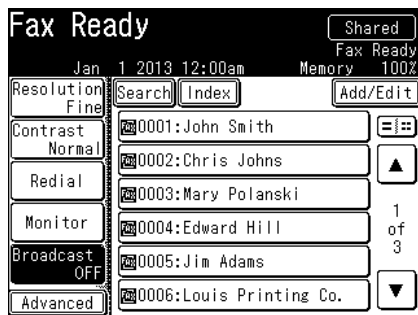 Fax Ready
Shared
Fax Ready
Jan 1 2013 12:00am Memory 100%
Resolution
Fine
Search Index Add/Edit
Contrast
Normal
Redial
Monitor
Broadcast
OFF
Advanced
0001:John Smith
0002:Chris Johns
0003:Mary Polanski
0004:Edward Hill
0005:Jim Adams
0006:Louis Printing Co.
1
of
3